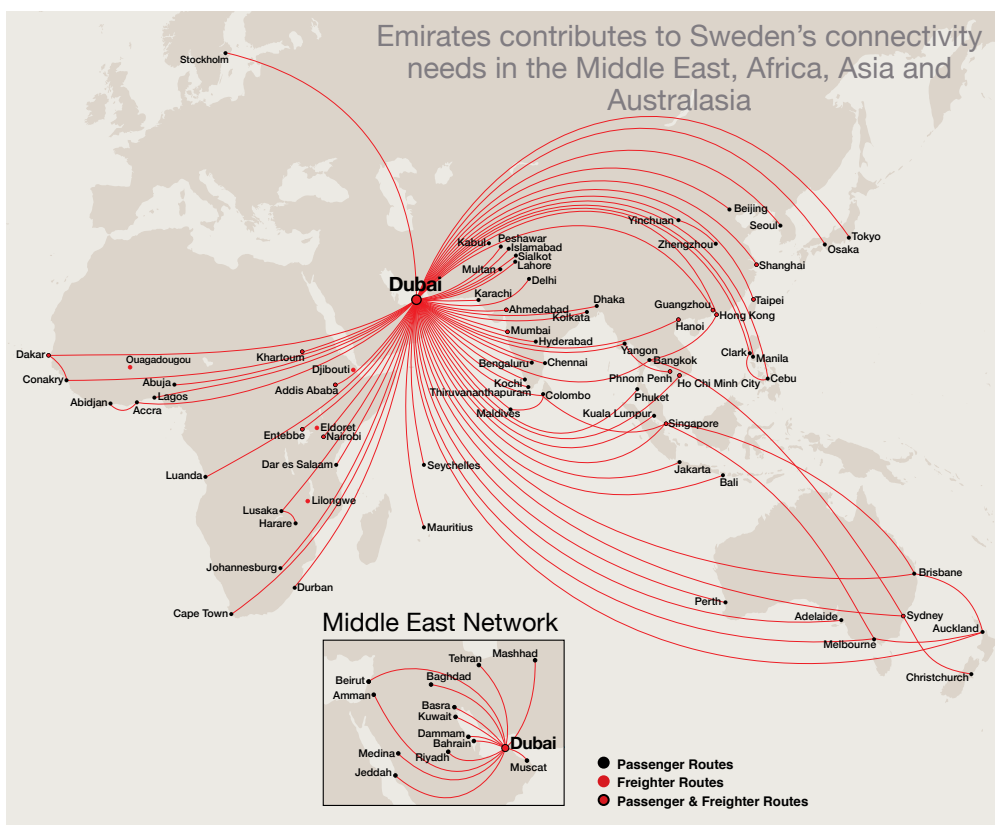 Emirates contributes to Sweden's connectivity
needs in the Middle East, Africa, Asia and
Australasia
Stockholm
Beijing
Yinchuan
Seoul
Tokyo
Osaka
Zhengzhou
Kabul
Peshawar
Islamabad
Sialkot
Lahore
Multan
Delhi
Shanghai
Dubai
Karachi
Dhaka
Taipei
Guangzhou
Ahmedabad
Kolkata
Hong Kong
Hanoi
Mumbai
Hyderabad
Dakar
Ouagadougou
Khartoum
Yangon
Clark
Manila
Bangkok
Bengaluru
Chennai
Djibouti
Conakry
Abuja
Phnom Penh
Ho Chi Minh City
Cebu
Kochi
Addis Ababa
Thiruvananthapuram
Colombo
Phuket
Lagos
Abidjan
Accra
Maldives
Kuala Lumpur
Singapore
Eldoret
Entebbe
Nairobi
Dar es Salaam
Seychelles
Jakarta
Luanda
Bali
Lilongwe
Lusaka
Harare
Mauritius
Johannesburg
Brisbane
Durban
Perth
Cape Town
Adelaide
Sydney
Auckland
Melbourne
Christchurch
Middle East Network
Mashhad
Tehran
Baghdad
Beirut
Amman
Basra
Kuwait
Dammam
Bahrain
Dubai
Medina
Riyadh
Muscat
Jeddah
Passenger Routes
Freighter Routes
Passenger & Freighter Routes